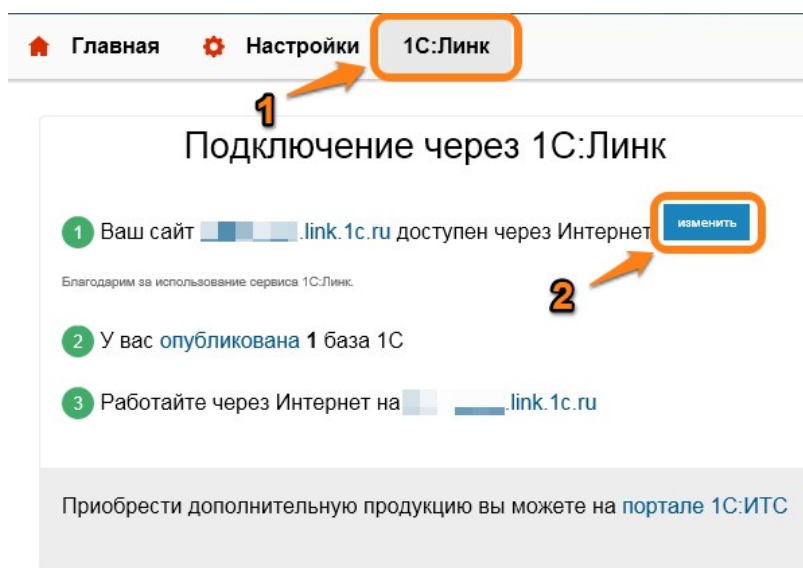 Главная Настройки 1С:Линк
1
Подключение через 1С:Линк
1 Ваш сайт .link.1c.ru доступен через Интернет изменить
Благодарим за использование сервиса 1С:Линк.
2
2 У вас опубликована 1 база 1С
3 Работайте через Интернет на .link.1c.ru
Приобрести дополнительную продукцию вы можете на портале 1С:ИТС